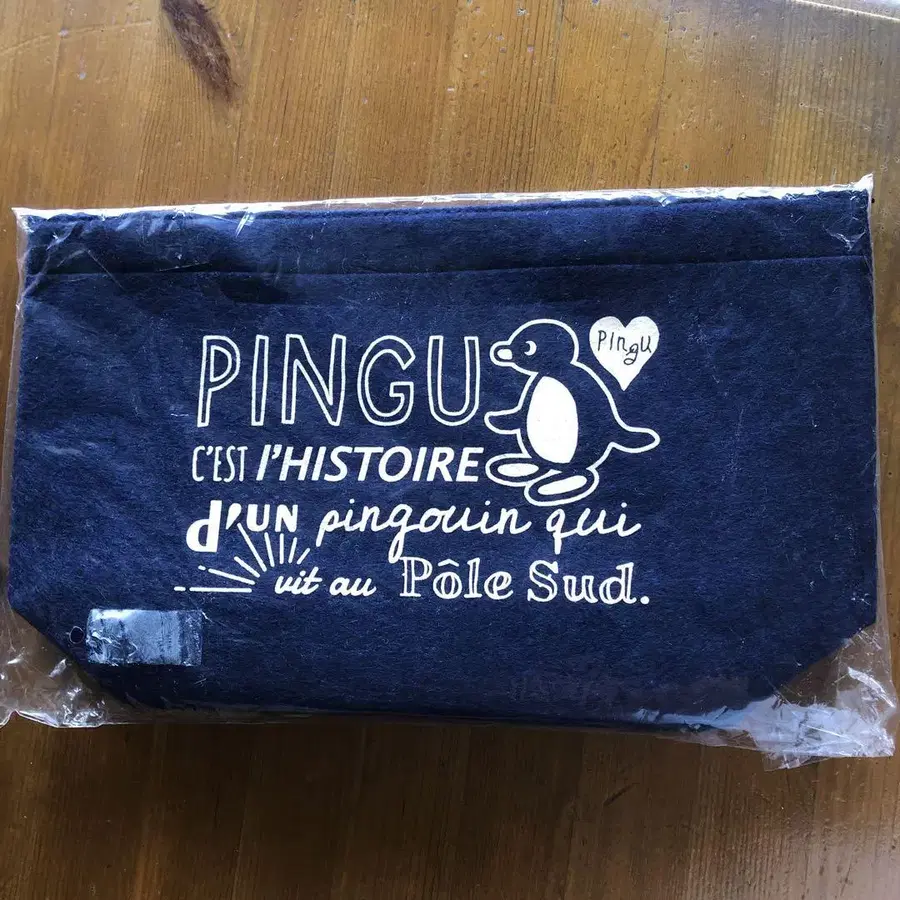 PINGU
Pingu
C'EST l'HISTOIRE
d'UN pingouin qui
vit au Pôle Sud.